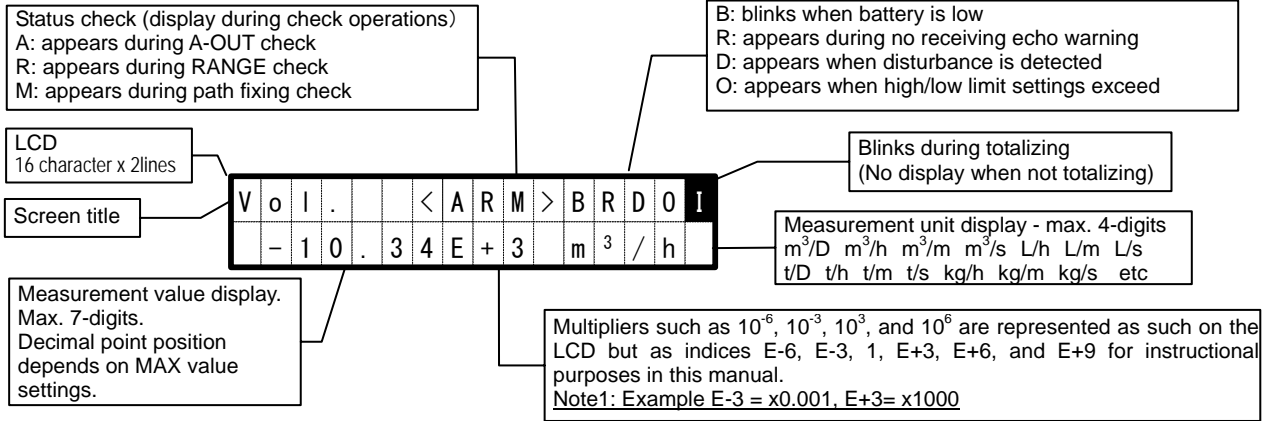 Status check (display during check operations）
A: appears during A-OUT check
R: appears during RANGE check
M: appears during path fixing check
B: blinks when battery is low
R: appears during no receiving echo warning
D: appears when disturbance is detected
O: appears when high/low limit settings exceed
LCD
16 character x 2lines
Screen title
Blinks during totalizing
(No display when not totalizing)
Vol. <ARM>BRDO I
-10.34E+3 m³/h
Measurement unit display - max. 4-digits
m³/D m³/h m³/m m³/s L/h L/m L/s
t/D t/h t/m t/s kg/h kg/m kg/s etc
Measurement value display.
Max. 7-digits.
Decimal point position
depends on MAX value
settings.
Multipliers such as 10⁻⁶, 10⁻³, 10³, and 10⁶ are represented as such on the
LCD but as indices E-6, E-3, 1, E+3, E+6, and E+9 for instructional
purposes in this manual.
Note1: Example E-3 = x0.001, E+3= x1000